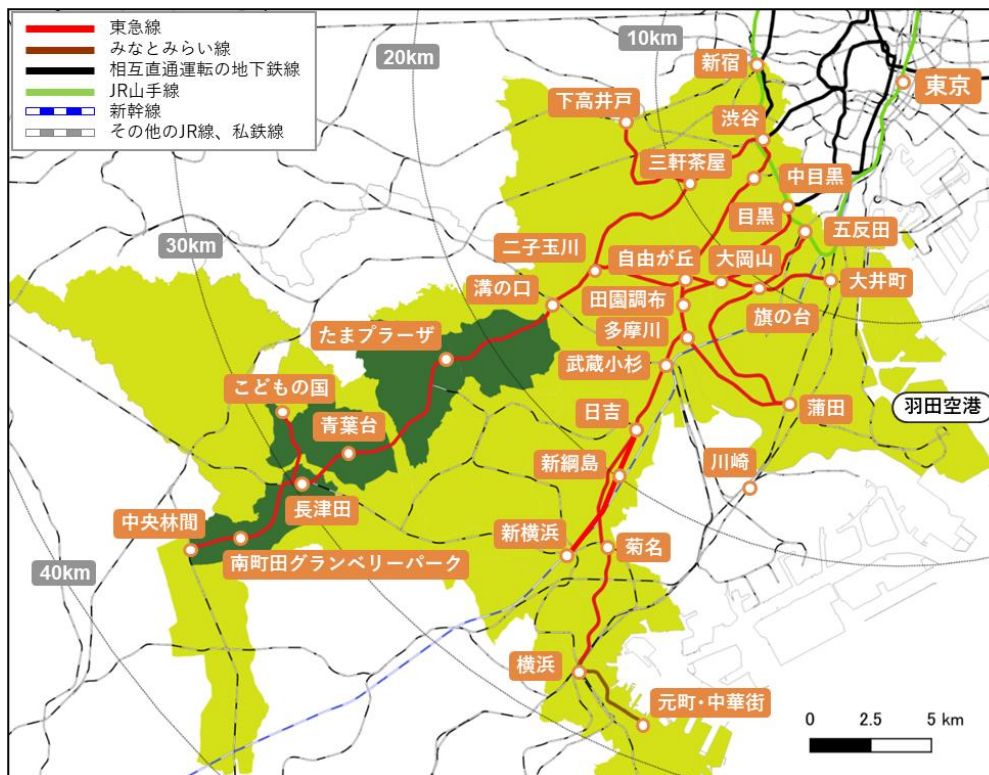 東急線
みなとみらい線
相互直通運転の地下鉄線
JR山手線
新幹線
その他のJR線、私鉄線
20km
10km
新宿
東京
下高井戸
渋谷
三軒茶屋
中目黒
目黒
五反田
30km
二子玉川
自由が丘
大岡山
溝の口
田園調布
大井町
旗の台
たまプラーザ
多摩川
武蔵小杉
こどもの国
蒲田
羽田空港
日吉
青葉台
新綱島
川崎
長津田
中央林間
新横浜
菊名
南町田グランベリーパーク
40km
横浜
元町・中華街
0 2.5 5 km